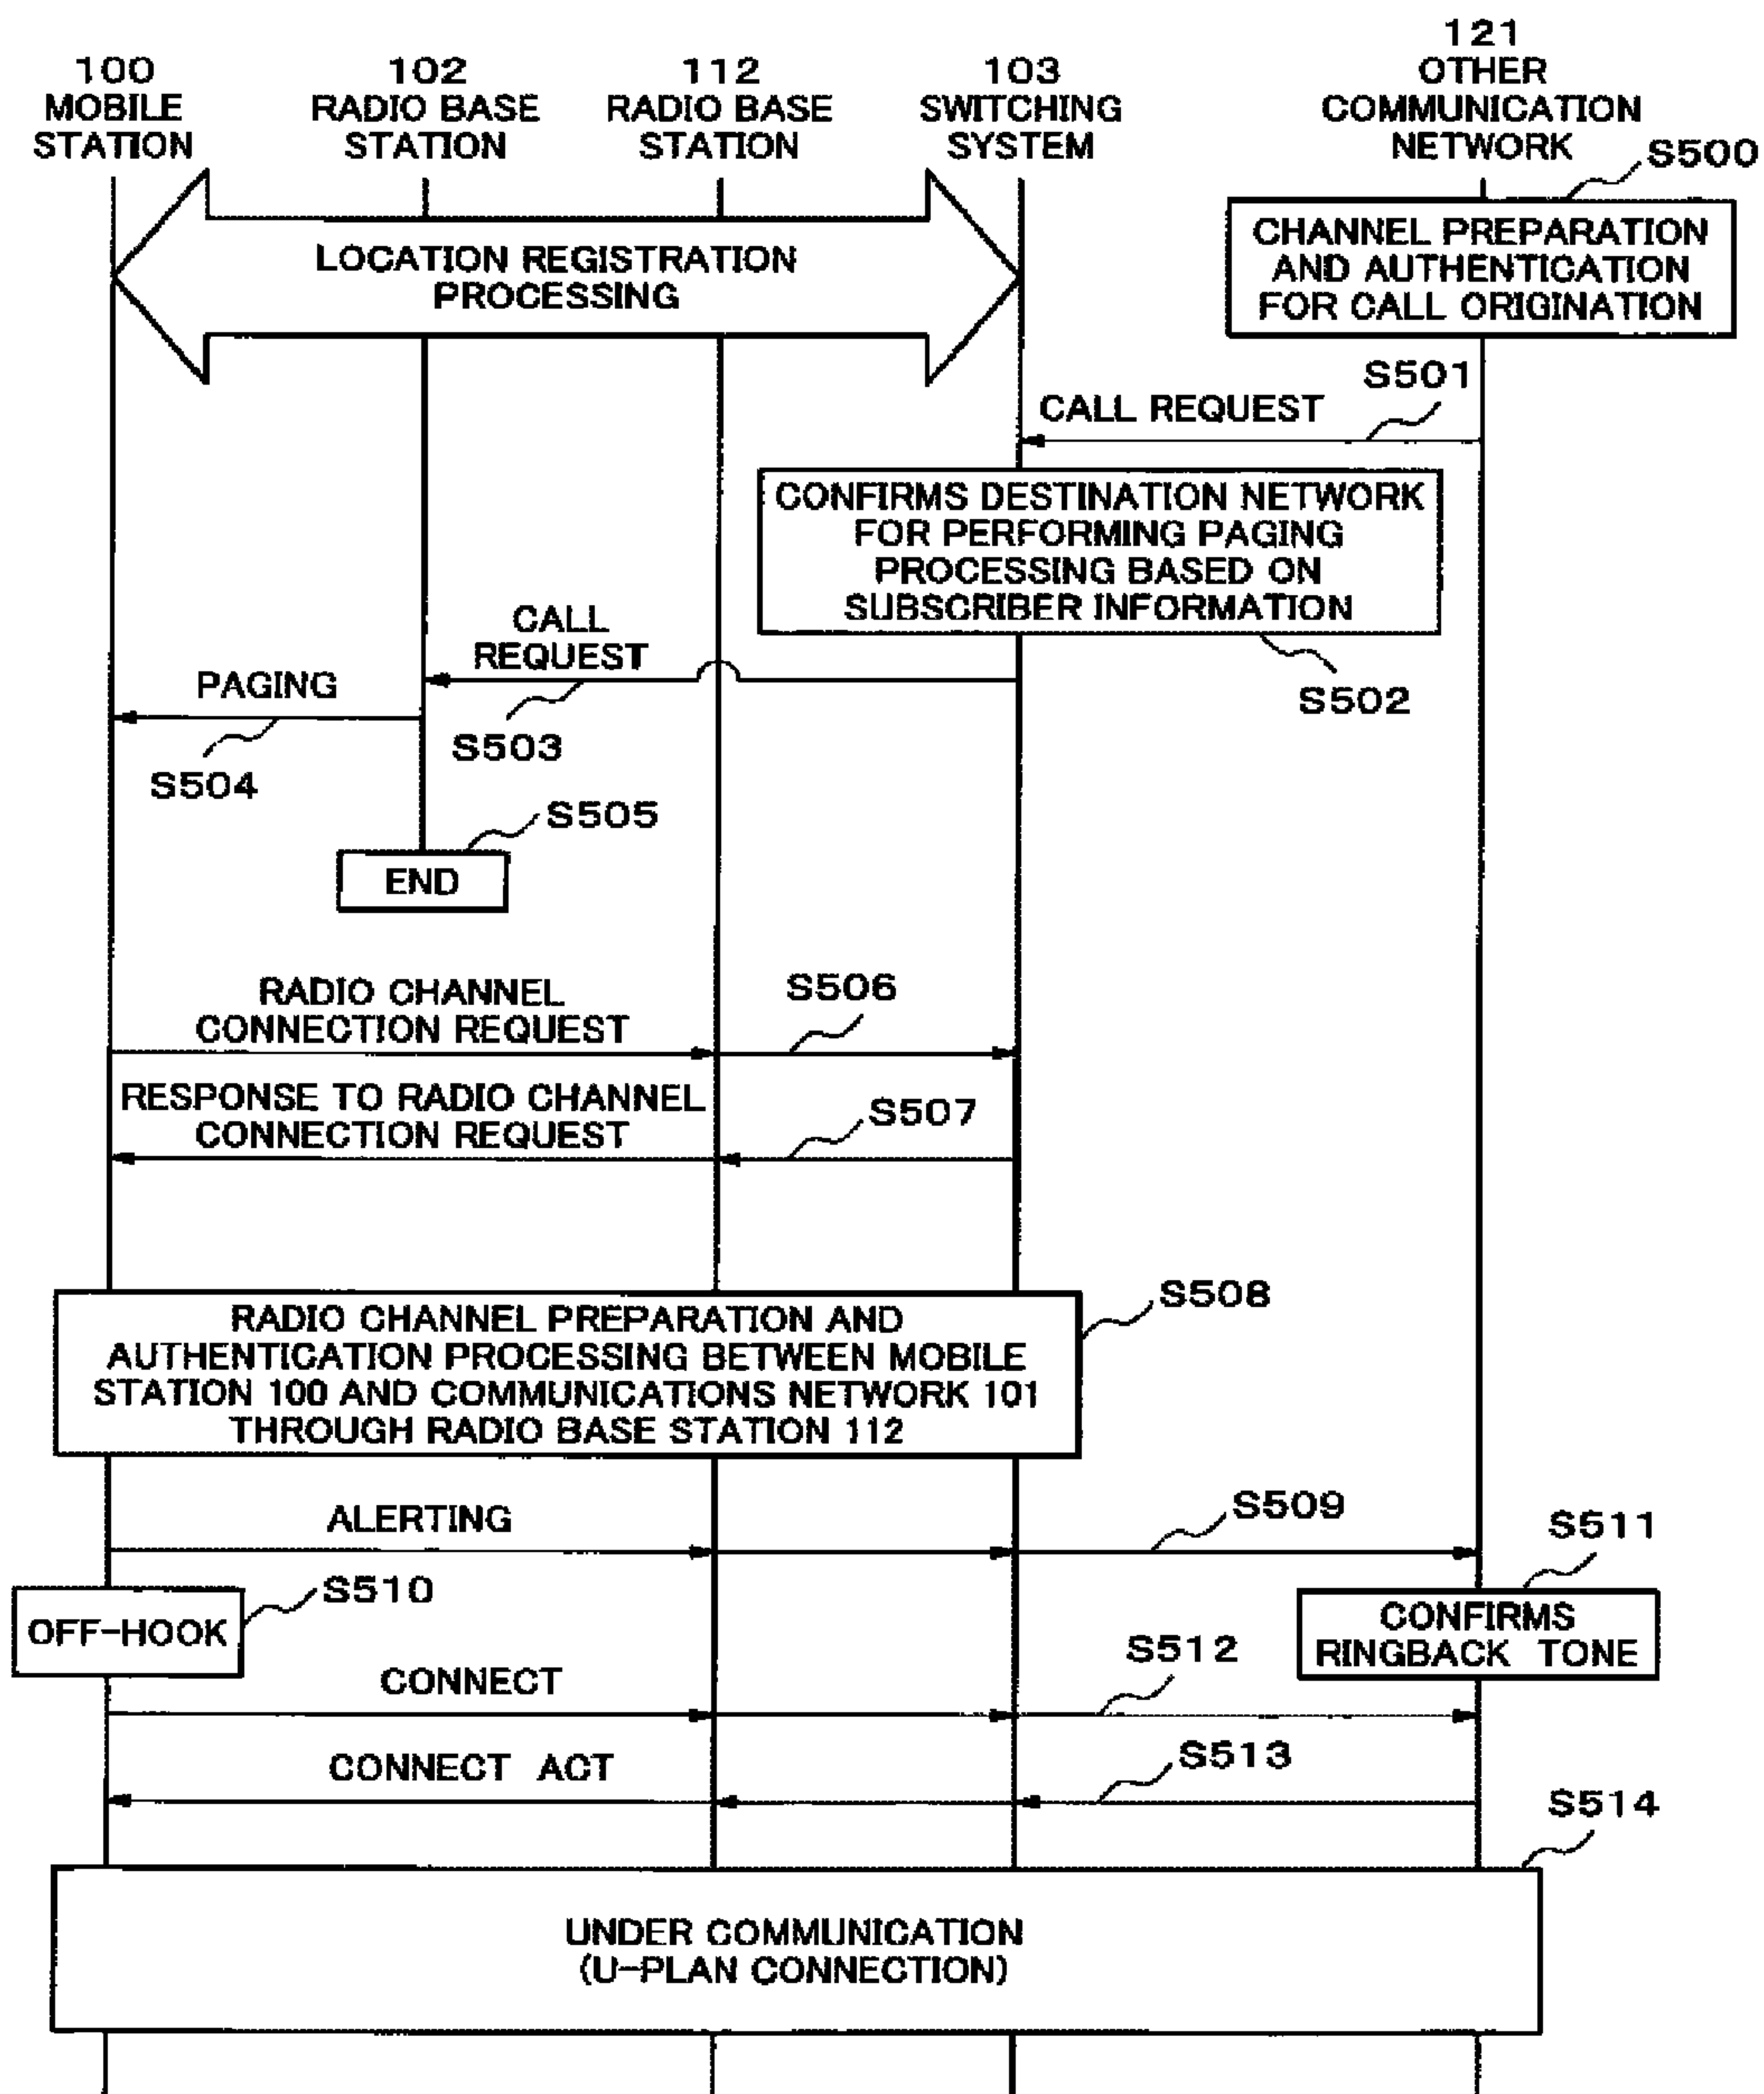 100
MOBILE
STATION
102
RADIO BASE
STATION
112
RADIO BASE
STATION
103
SWITCHING
SYSTEM
121
OTHER
COMMUNICATION
NETWORK
S500
LOCATION REGISTRATION
PROCESSING
CHANNEL PREPARATION
AND AUTHENTICATION
FOR CALL ORIGINATION
S501
CALL REQUEST
CONFIRMS DESTINATION NETWORK
FOR PERFORMING PAGING
PROCESSING BASED ON
SUBSCRIBER INFORMATION
S502
CALL
REQUEST
S503
PAGING
S504
S505
END
RADIO CHANNEL
CONNECTION REQUEST
S506
RESPONSE TO RADIO CHANNEL
CONNECTION REQUEST
S507
RADIO CHANNEL PREPARATION AND
AUTHENTICATION PROCESSING BETWEEN MOBILE
STATION 100 AND COMMUNICATIONS NETWORK 101
THROUGH RADIO BASE STATION 112
S508
ALERTING
S509
S511
OFF-HOOK
S510
CONFIRMS
RINGBACK TONE
CONNECT
S512
CONNECT ACT
S513
S514
UNDER COMMUNICATION
(U-PLAN CONNECTION)